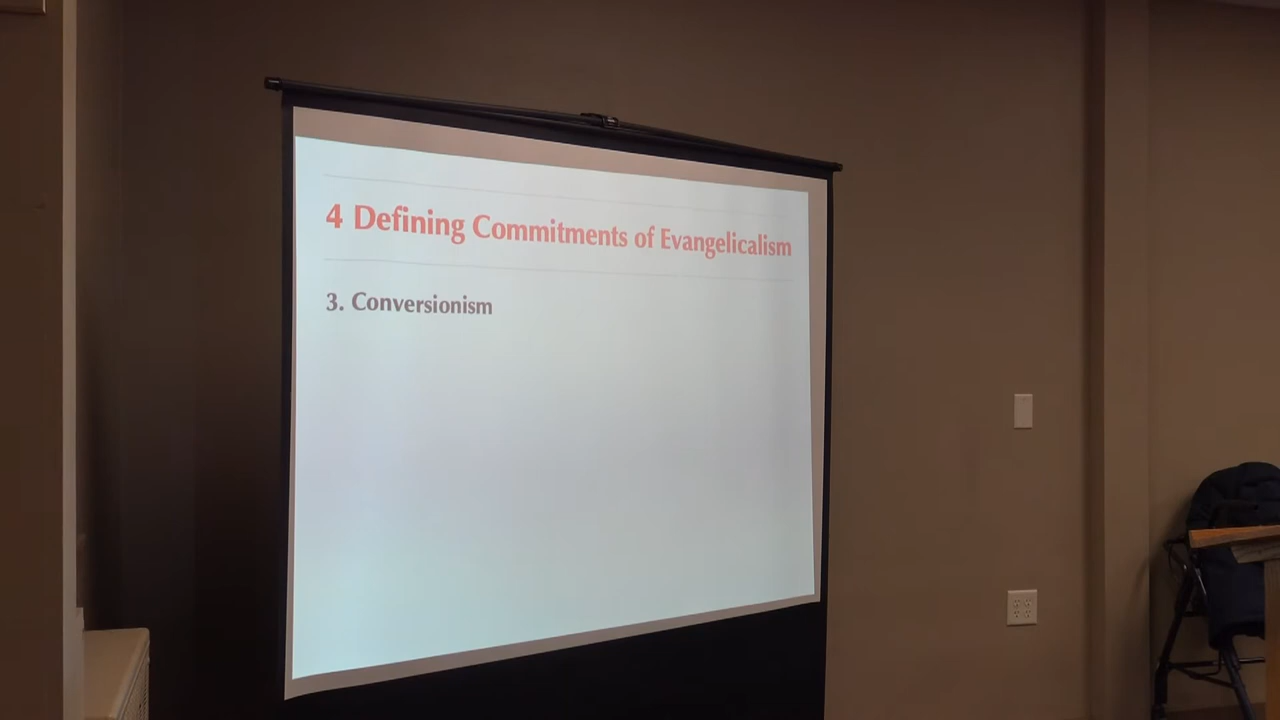 4 Defining Commitments of Evangelicalism
3. Conversionism